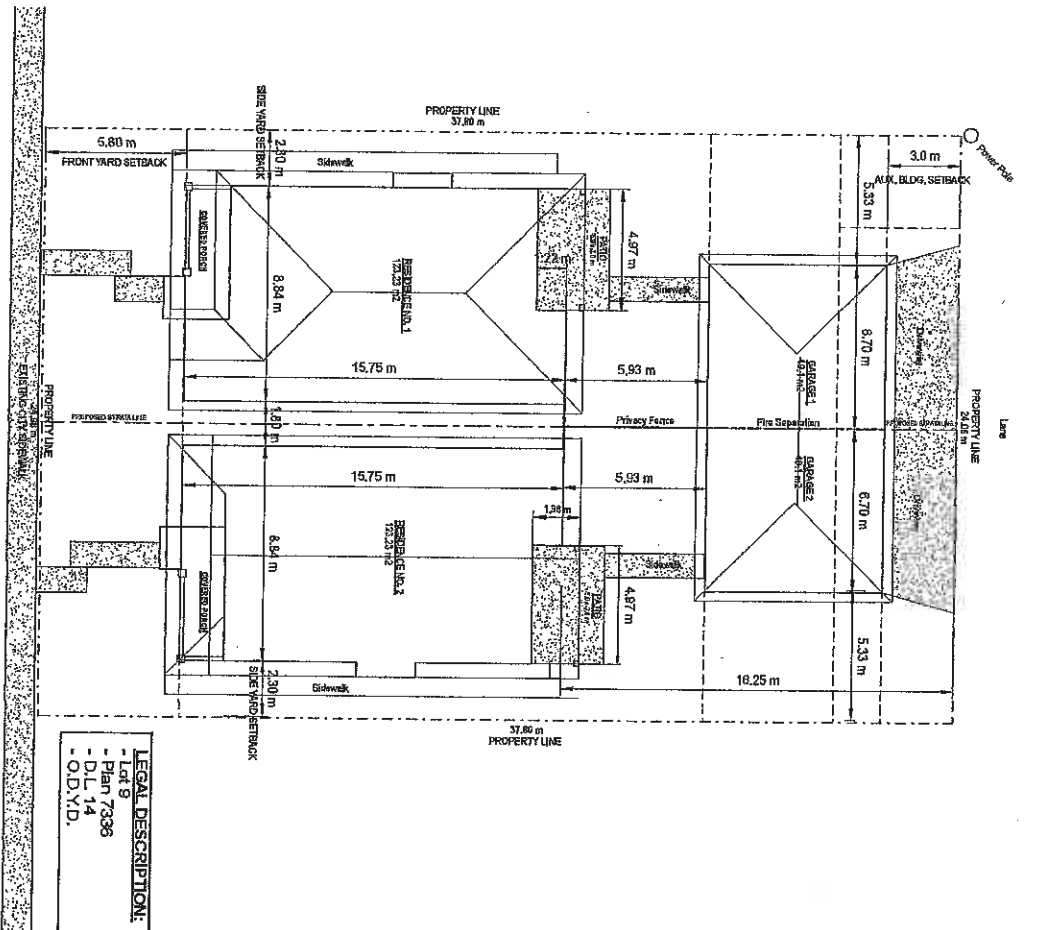 PROPERTY LINE
37.80 m
5.80 m
FRONT YARD SETBACK
SIDE YARD SETBACK
2.30 m
Sidewalk
COVERED PORCH
8.84 m
RESIDENCE NO. 1
123.23 m2
PATIO
4.97 m
Sidewalk
15.75 m
5.93 m
Power Pole
3.0 m
AUX. BLDG. SETBACK
5.33 m
6.70 m
GARAGE 1
Driveway
Lane
PROPERTY LINE
24.06 m
PROPERTY LINE
EXISTING CITY SIDEWALK
PROPOSED STRATA LINE
1.80 m
Privacy Fence
Fire Separation
PROPOSED STRATA LINE
15.75 m
5.93 m
GARAGE 2
6.70 m
1.98 m
RESIDENCE NO. 2
123.23 m2
8.84 m
PATIO
4.97 m
Sidewalk
COVERED PORCH
5.33 m
16.25 m
Sidewalk
2.30 m
SIDE YARD SETBACK
37.80 m
PROPERTY LINE
LEGAL DESCRIPTION:
- Lot 9
- Plan 7336
- D.L. 14
- O.D.Y.D.